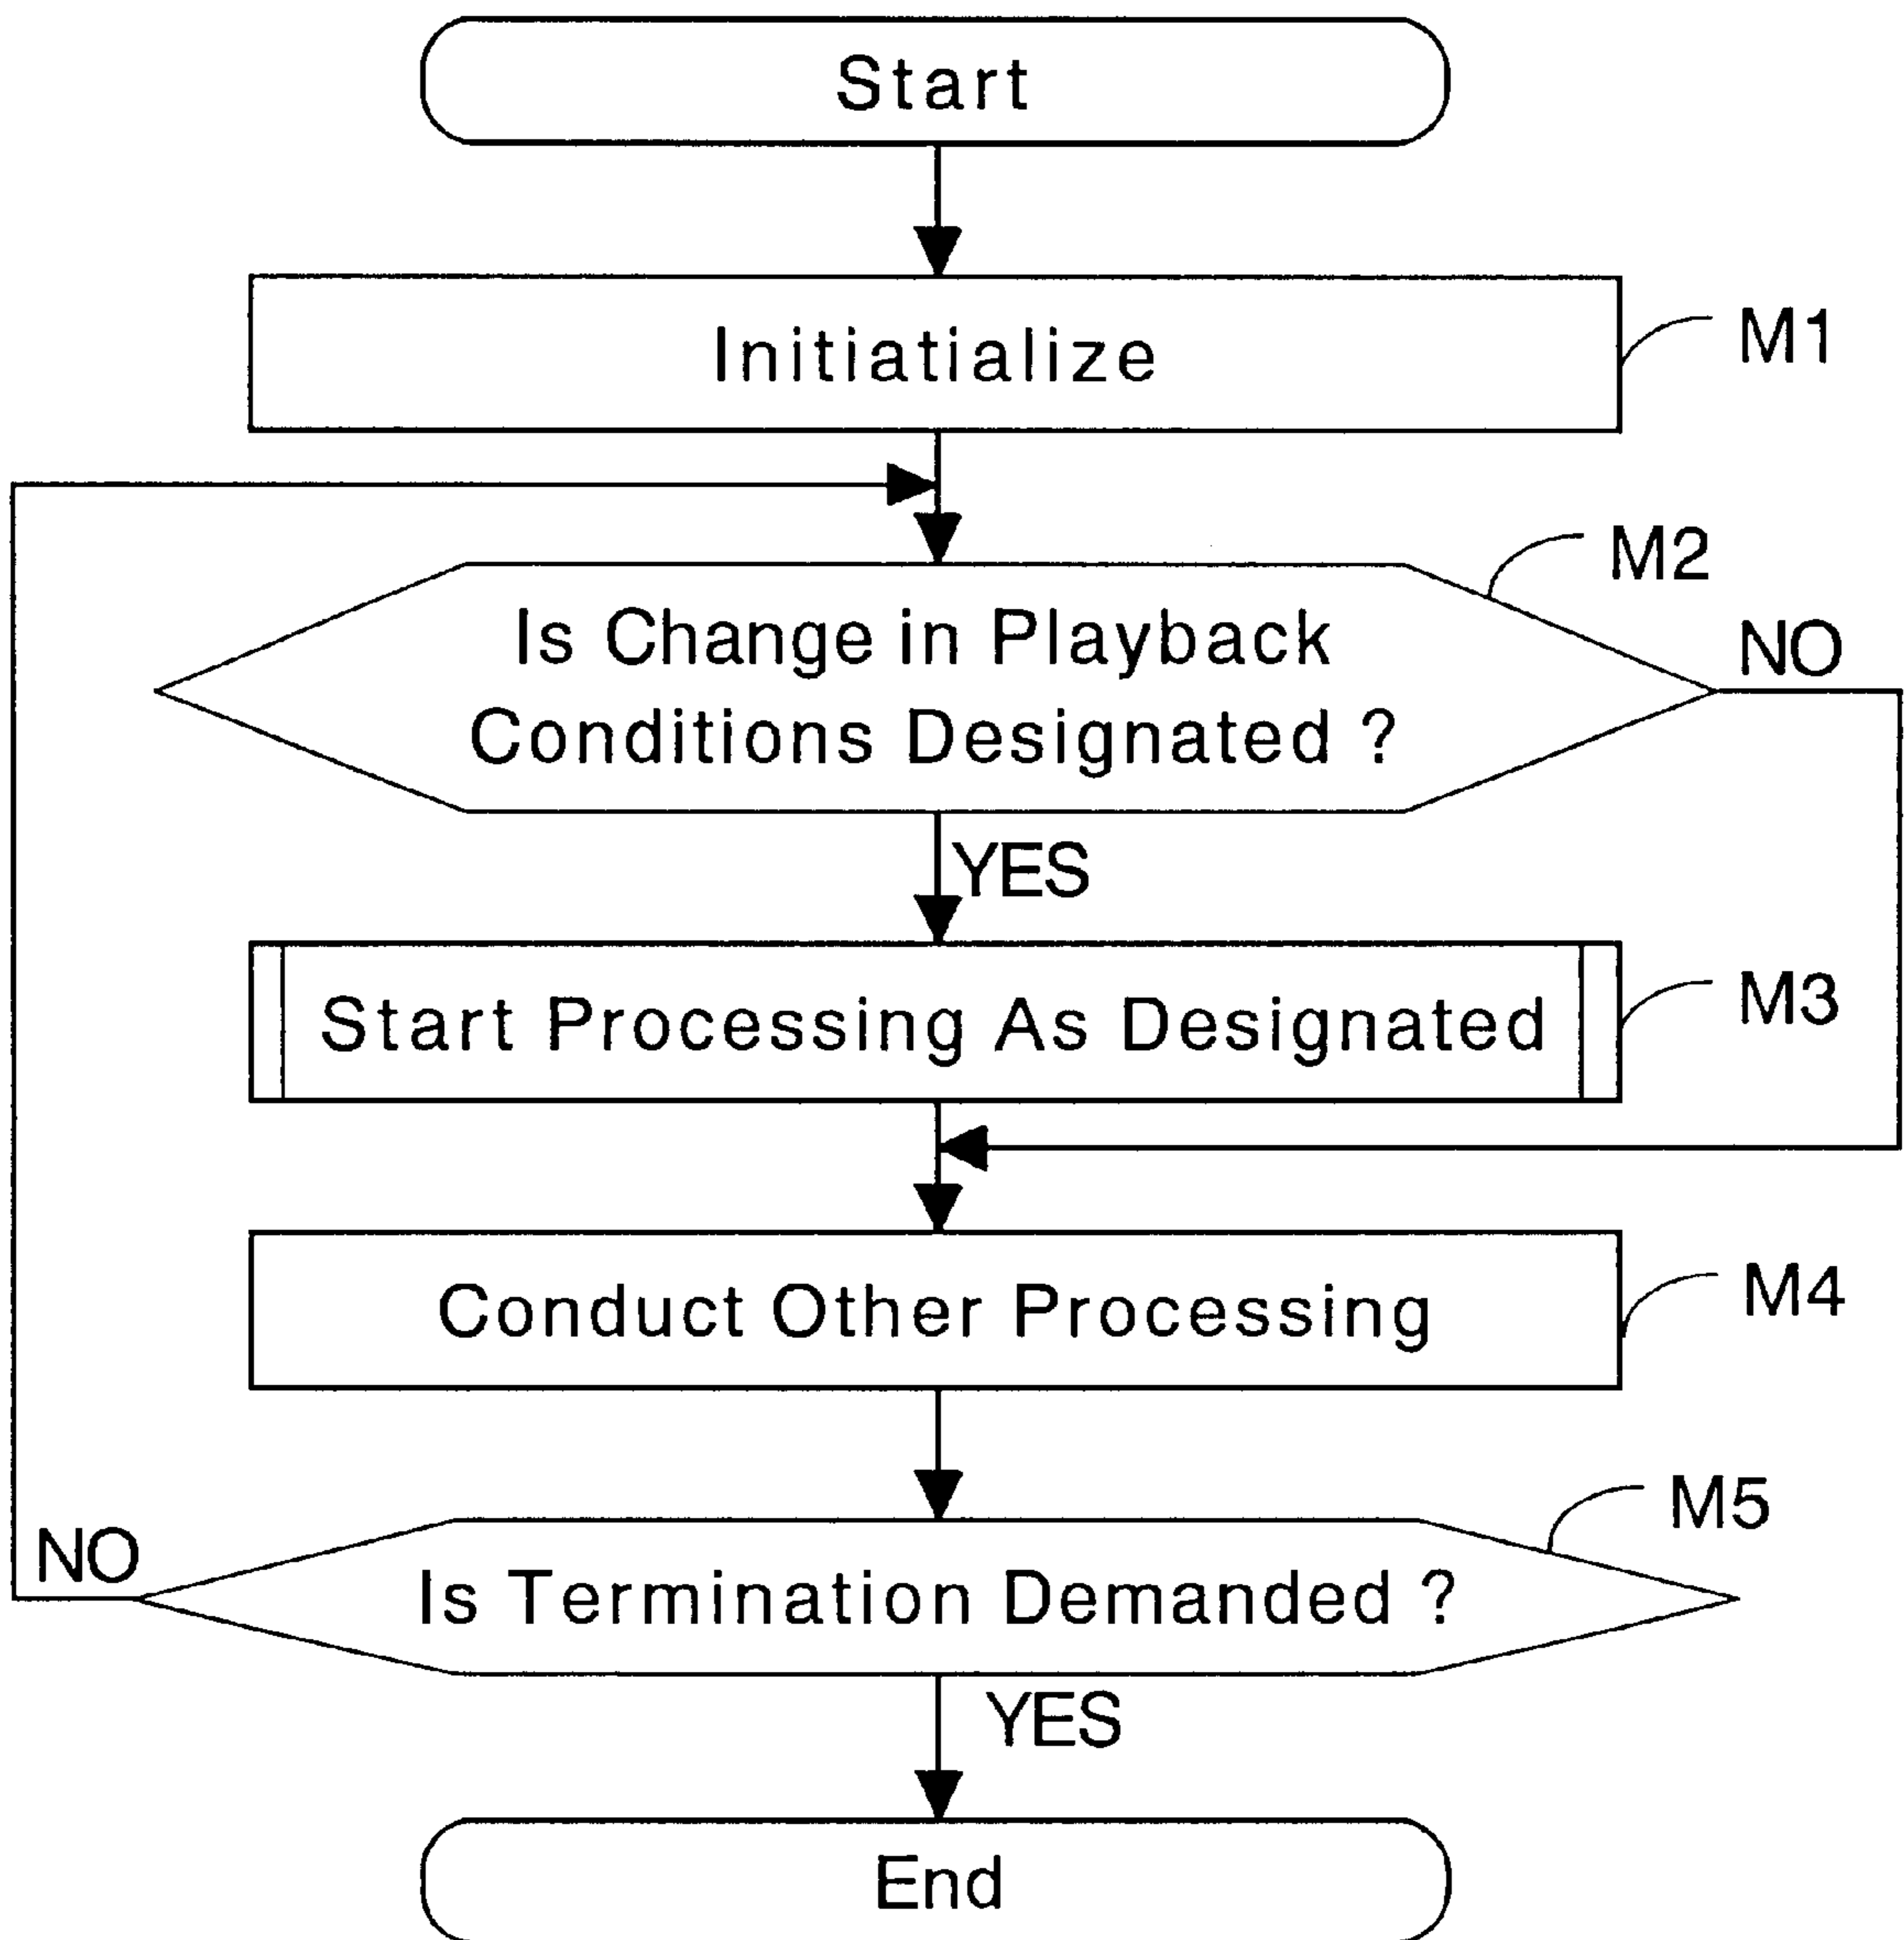 Start
Initiatialize
M1
M2
Is Change in Playback
NO
Conditions Designated ?
YES
Start Processing As Designated
M3
Conduct Other Processing
M4
M5
NO
Is Termination Demanded ?
YES
End